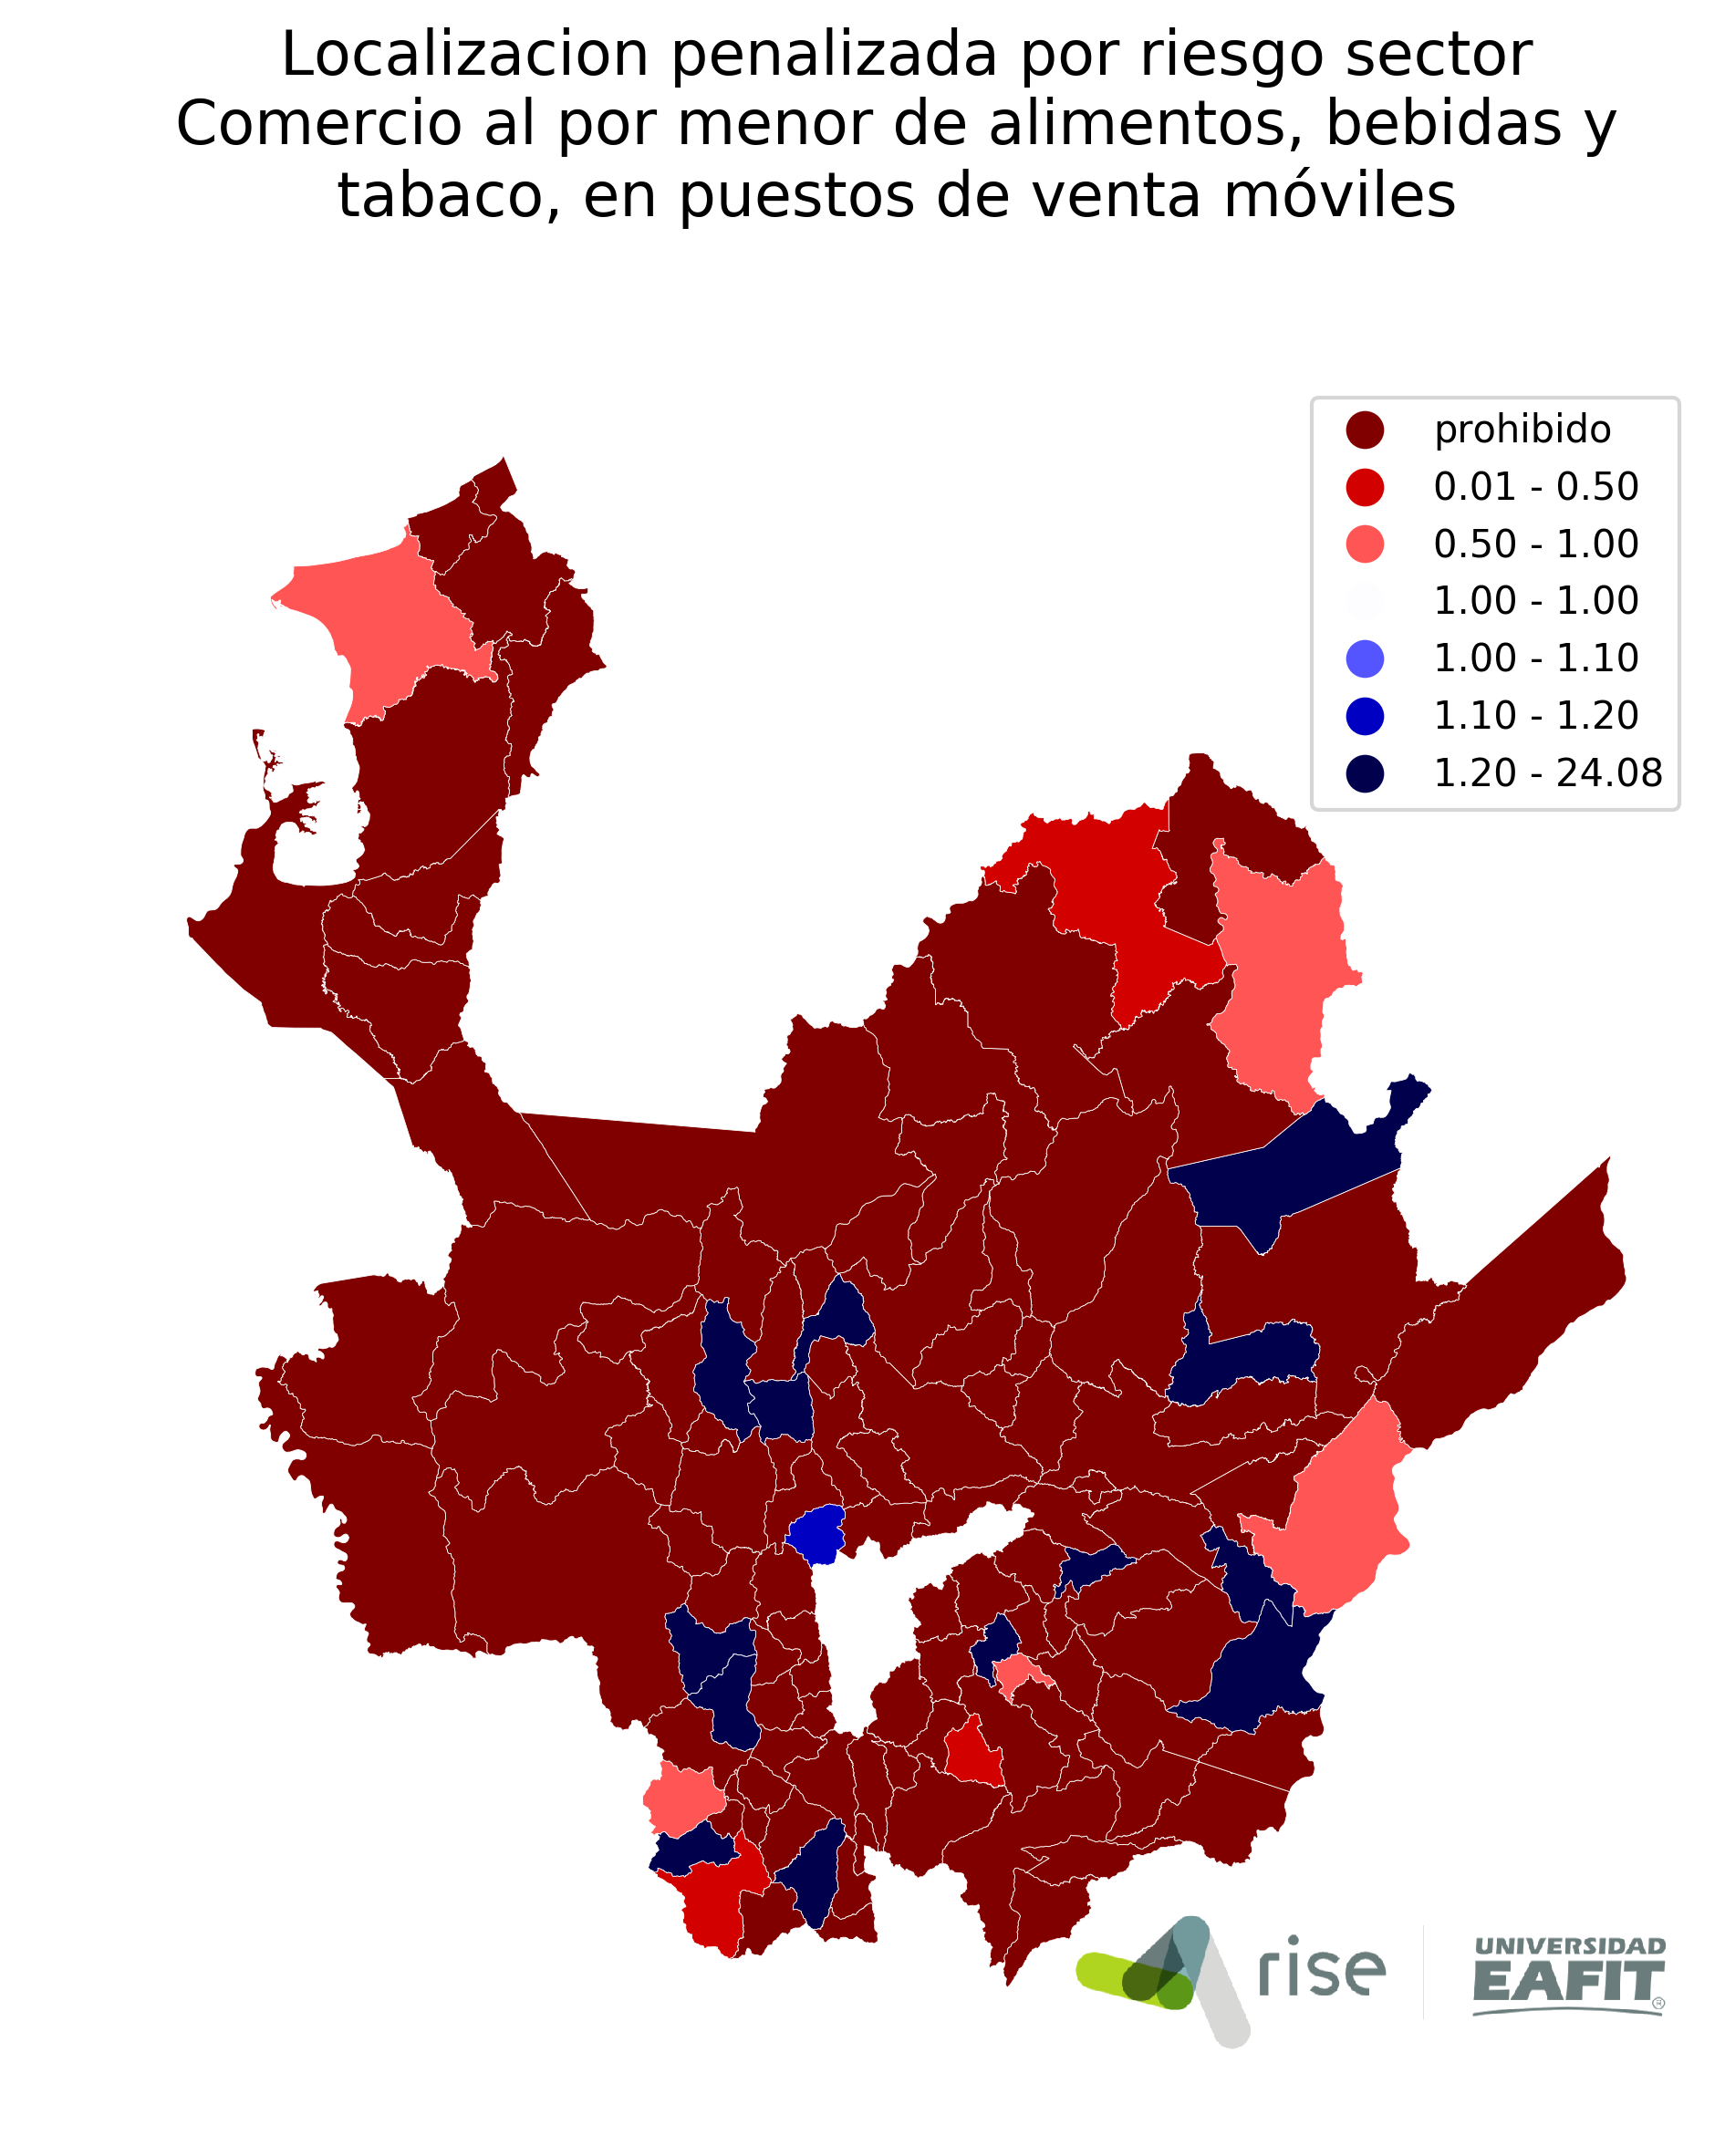 Localizacion penalizada por riesgo sector
Comercio al por menor de alimentos, bebidas y
tabaco, en puestos de venta móviles
prohibido
0.01 - 0.50
0.50 - 1.00
1.00 - 1.00
1.00 - 1.10
1.10 - 1.20
1.20 - 24.08
rise
UNIVERSIDAD
EAFIT®